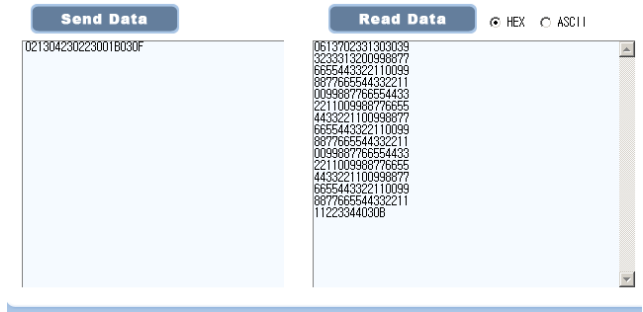 Send Data
Read Data
HEX
ASCII
021304230223001B030F
0613702331303039
3233313200998877
6655443322110099
8877665544332211
0099887766554433
2211009988776655
4433221100998877
6655443322110099
8877665544332211
0099887766554433
2211009988776655
4433221100998877
6655443322110099
8877665544332211
11223344030B